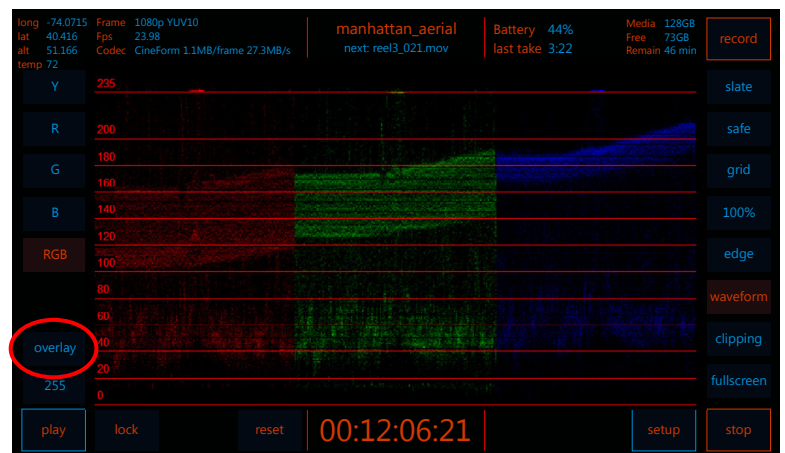 long -74.0715
lat 40.416
alt 51.166
temp 72
Frame 1080p YUV10
Fps 23.98
Codec CineForm 1.1MB/frame 27.3MB/s
manhattan_aerial
next: reel3_021.mov
Battery 44%
last take 3:22
Media 128GB
Free 73GB
Remain 46 min
record
Y
R
G
B
RGB
overlay
255
235
200
180
160
140
120
100
80
60
40
20
0
slate
safe
grid
100%
edge
waveform
clipping
fullscreen
play
lock
reset
00:12:06:21
setup
stop